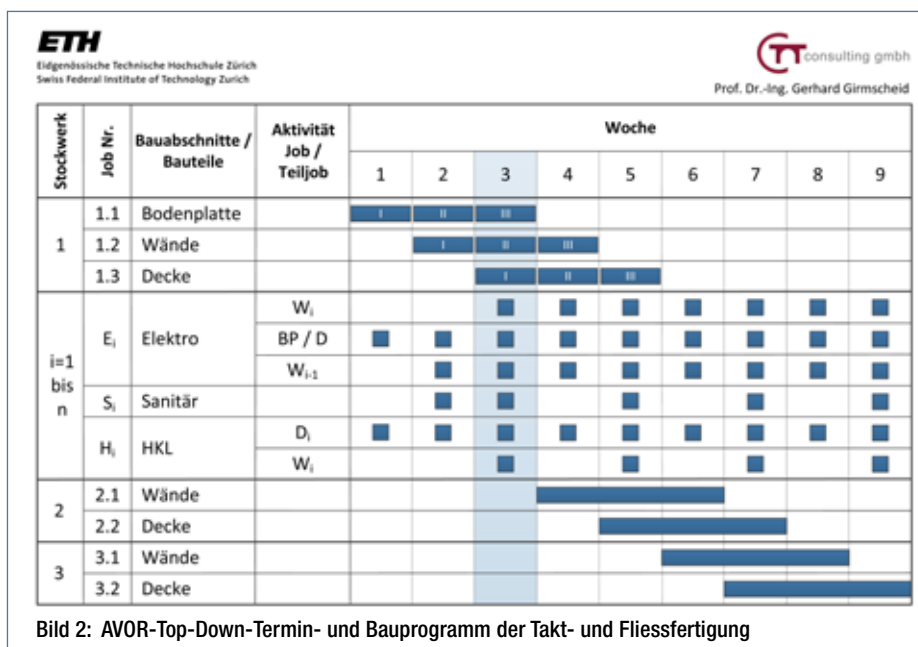 ETH
Eidgenössische Technische Hochschule Zürich
Swiss Federal Institute of Technology Zurich
CTT consulting gmbh
Prof. Dr.-Ing. Gerhard Girmscheid
Stockwerk Job Nr. Bauabschnitte / Bauteile Aktivität Job / Teiljob Woche
1 2 3 4 5 6 7 8 9
1 1.1 Bodenplatte I II III
1.2 Wände I II III
1.3 Decke I II III
i=1 bis n Ei Elektro Wi
BP / D
Wi-1
Si Sanitär
Hi HKL Di
Wi
2 2.1 Wände
2.2 Decke
3 3.1 Wände
3.2 Decke
Bild 2: AVOR-Top-Down-Termin- und Bauprogramm der Takt- und Fliessfertigung